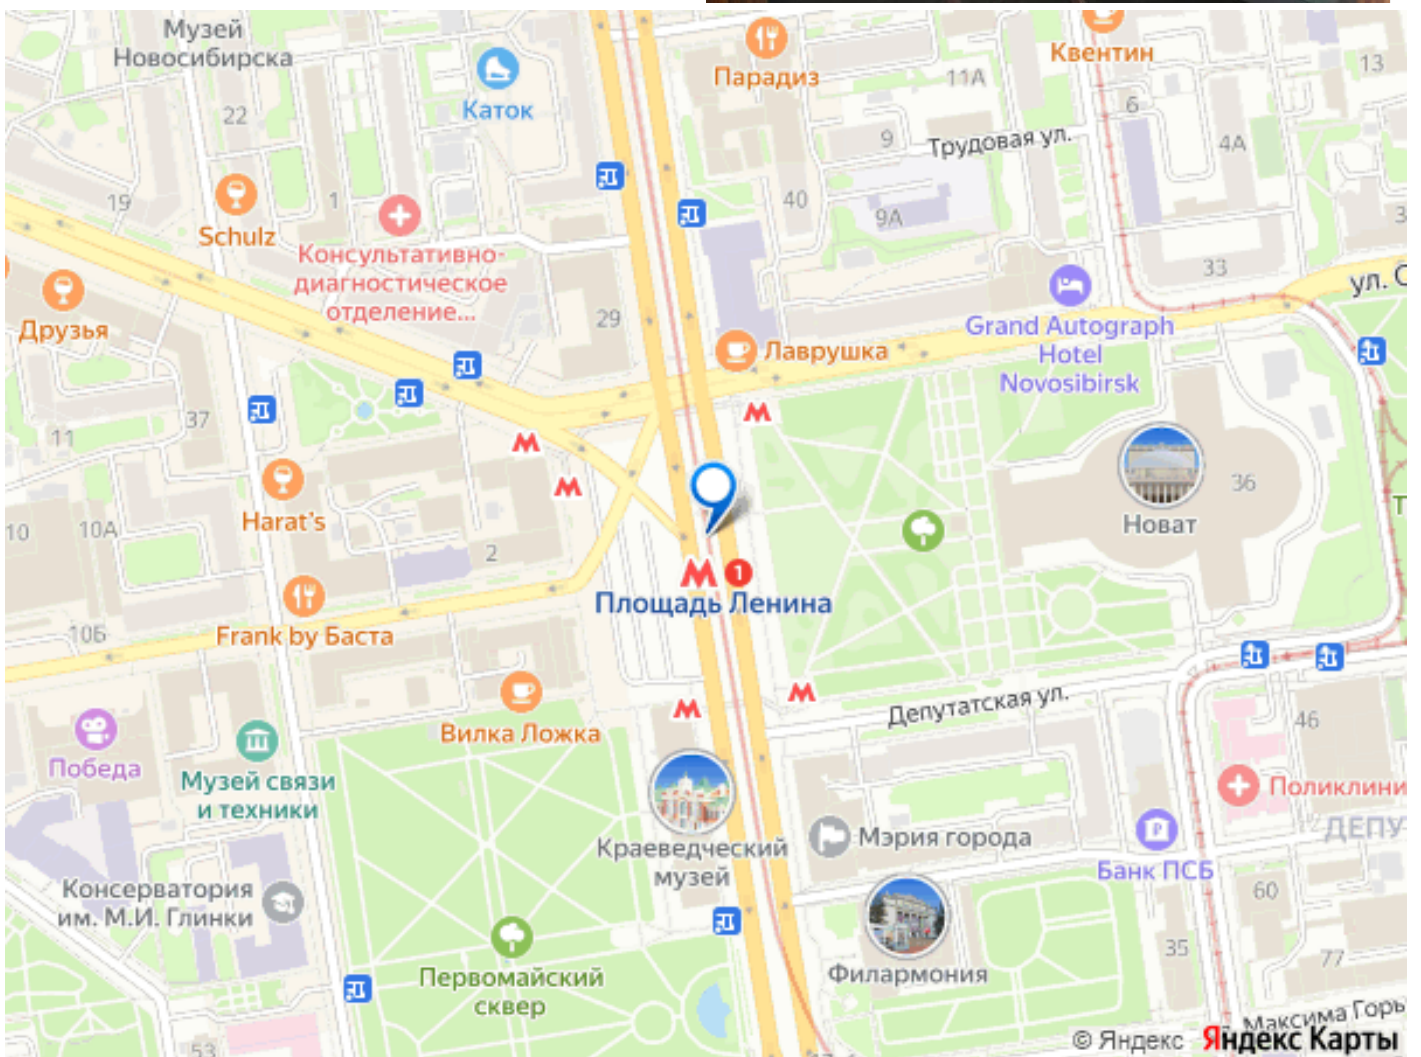 Музей
Новосибирска
Парадиз
Квентин
13
11А
Каток
22
6
9
Трудовая ул.
4А
19
1
40
Schulz
9А
3
Консультативно-
диагностическое
отделение...
33
ул. С
Друзья
29
Grand Autograph
Hotel
Novosibirsk
Лаврушка
37
11
М
М
М
36
Новат
Т
10
10А
Harat's
2
М 1
Площадь Ленина
10Б
Frank by Баста
М
М
Депутатская ул.
Вилка Ложка
46
Победа
Музей связи
и техники
Поликлини
Краеведческий
музей
Мэрия города
ДЕПУ
Банк ПСБ
Консерватория
им. М.И. Глинки
60
35
77
Филармония
Первомайский
сквер
Максима Горь
53
© Яндекс Яндекс Карты